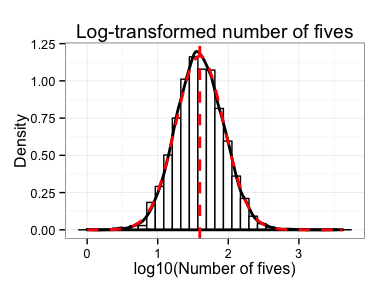 Log-transformed number of fives
Density
1.25
1.00
0.75
0.50
0.25
0.00
0 1 2 3
log10(Number of fives)